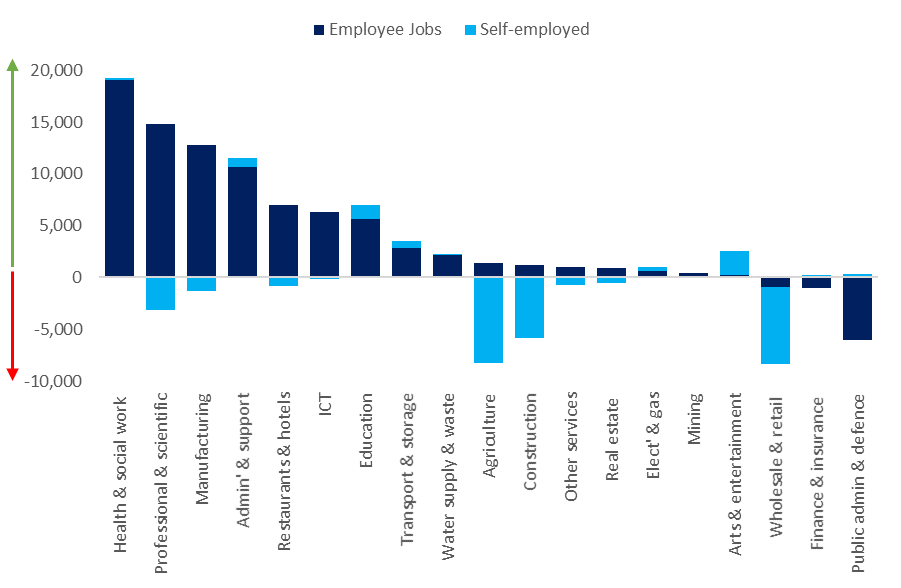 Employee Jobs
Self-employed
20,000
15,000
10,000
5,000
0
-5,000
-10,000
Health & social work
Professional & scientific
Manufacturing
Admin' & support
Restaurants & hotels
ICT
Education
Transport & storage
Water supply & waste
Agriculture
Construction
Other services
Real estate
Elect' & gas
Mining
Arts & entertainment
Wholesale & retail
Finance & insurance
Public admin & defence